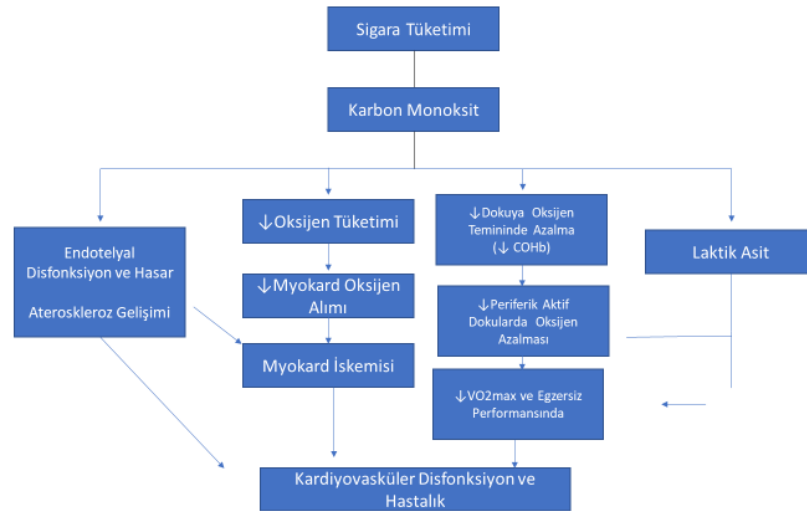 Sigara Tüketimi
Karbon Monoksit
Endotelyal
Disfonksiyon ve Hasar
Ateroskleroz Gelişimi
↓Oksijen Tüketimi
↓Myokard Oksijen
Alımı
Myokard İskemisi
↓Dokuya Oksijen
Temininde Azalma
(↓ COHb)
↓Periferik Aktif
Dokularda Oksijen
Azalması
↓VO2max ve Egzersiz
Performansında
Laktik Asit
Kardiyovasküler Disfonksiyon ve
Hastalık